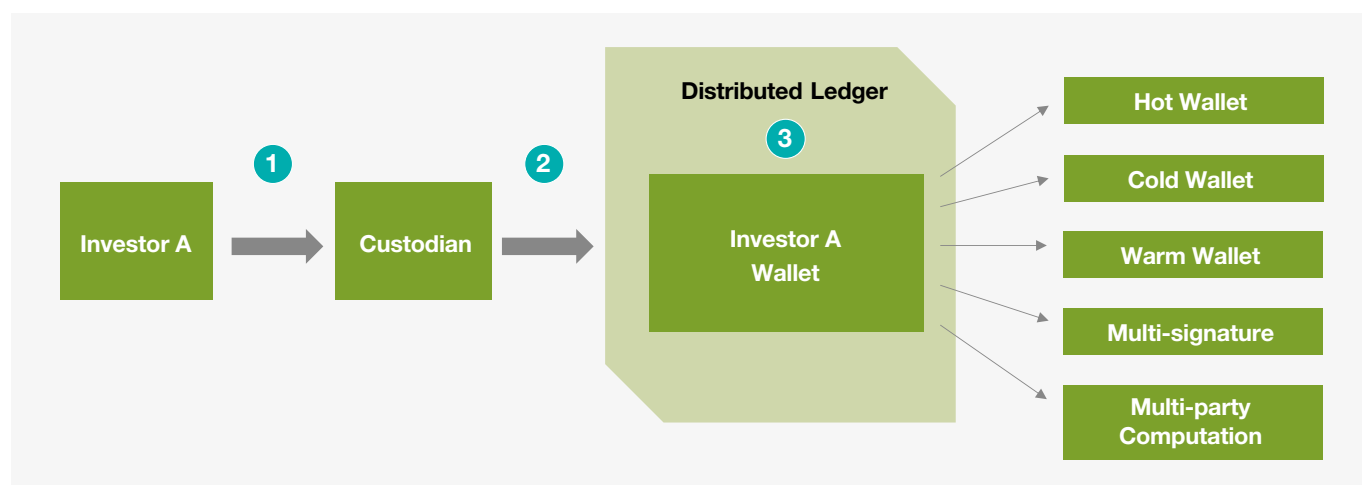 Distributed Ledger
1
2
3
Investor A
Custodian
Investor A
Wallet
Hot Wallet
Cold Wallet
Warm Wallet
Multi-signature
Multi-party
Computation